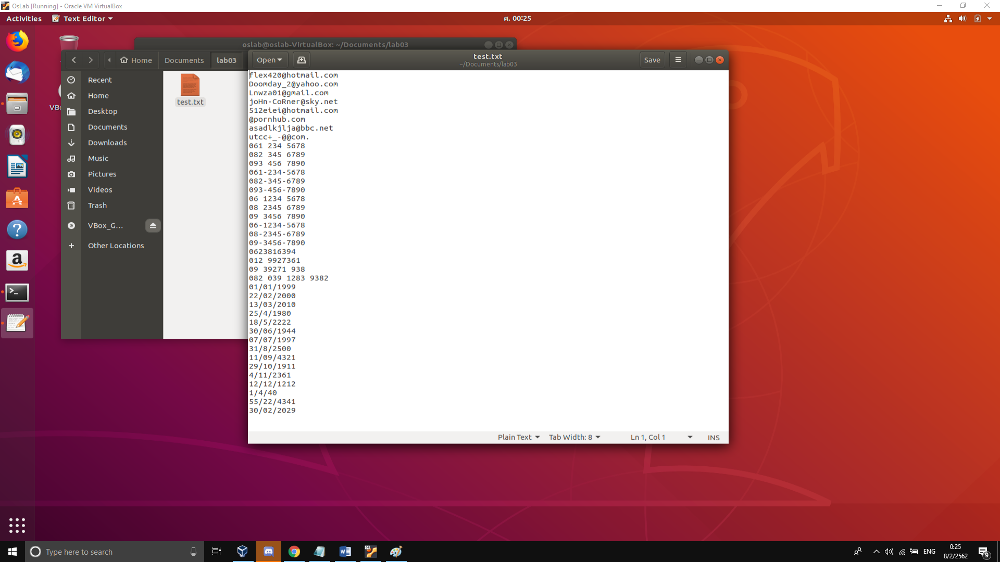 OsLab [Running] - Oracle VM VirtualBox
Activities
Text Editor
ศ. 00:25
oslab@oslab-VirtualBox: ~/Documents/lab03
Home
Documents
lab03
Open
test.txt
~/Documents/lab03
Save
Recent
Home
Desktop
Documents
Downloads
Music
Pictures
Videos
Trash
VBox_G...
Other Locations
test.txt
flex420@hotmail.com
Doomday_2@yahoo.com
Lnwza01@gmail.com
joHn-CoRner@sky.net
512eiei@hotmail.com
@pornhub.com
asadlkjlja@bbc.net
utcc+_-@@com.
061 234 5678
082 345 6789
093 456 7890
061-234-5678
082-345-6789
093-456-7890
06 1234 5678
08 2345 6789
09 3456 7890
06-1234-5678
08-2345-6789
09-3456-7890
0623816394
012 9927361
09 39271 938
082 039 1283 9382
01/01/1999
22/02/2000
13/03/2010
25/4/1980
18/5/2222
30/06/1944
07/07/1997
31/8/2500
11/09/4321
29/10/1911
4/11/2361
12/12/1212
1/4/40
55/22/4341
30/02/2029
Plain Text
Tab Width: 8
Ln 1, Col 1
INS
Type here to search
ENG
0:25
8/2/2562
9